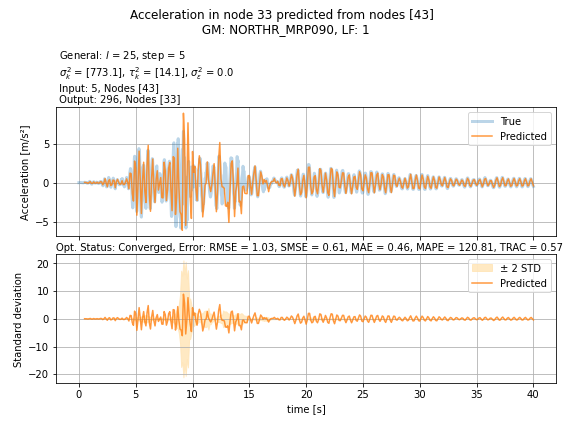 Acceleration in node 33 predicted from nodes [43]
GM: NORTHR_MRP090, LF: 1
General: l = 25, step = 5
σ²ₖ = [773.1], τ²ₖ = [14.1], σ²ε = 0.0
Input: 5, Nodes [43]
Output: 296, Nodes [33]
Acceleration [m/s²]
5
0
−5
True
Predicted
Opt. Status: Converged, Error: RMSE = 1.03, SMSE = 0.61, MAE = 0.46, MAPE = 120.81, TRAC = 0.57
Standard deviation
20
10
0
−10
−20
± 2 STD
Predicted
0 5 10 15 20 25 30 35 40
time [s]